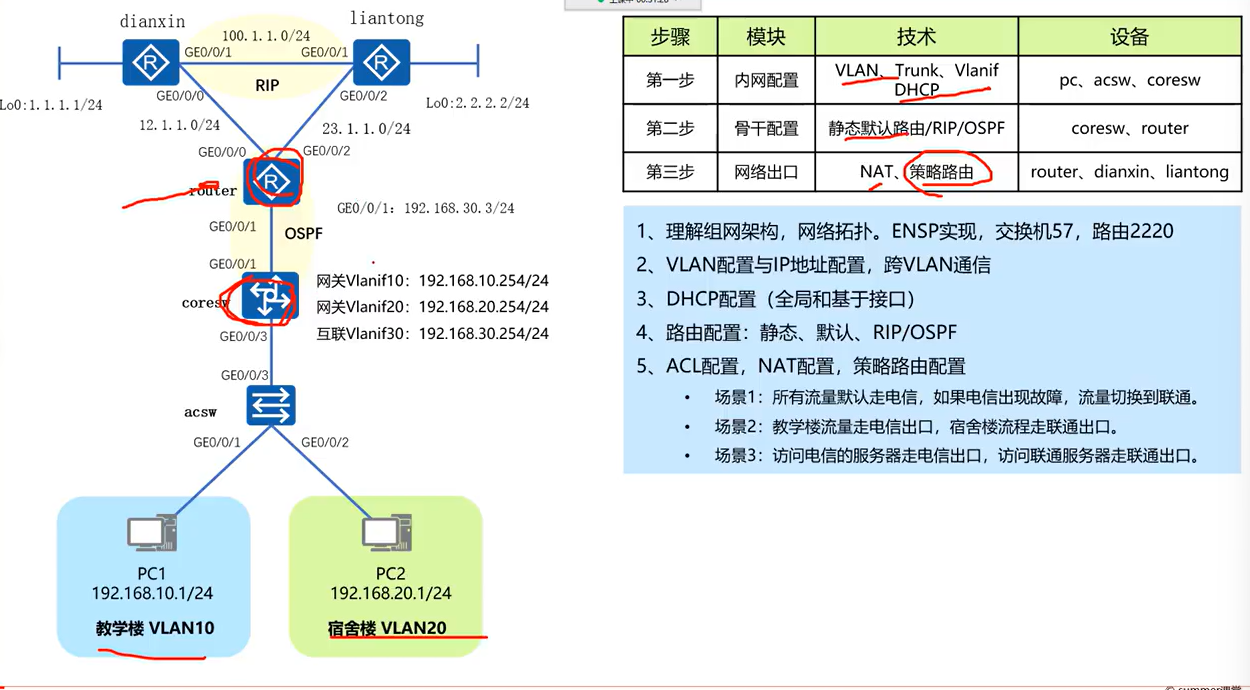 上课中 00:31:26
dianxin
liantong
100.1.1.0/24
GE0/0/1
GE0/0/1
R
R
RIP
GE0/0/0
GE0/0/2
Lo0:1.1.1.1/24
Lo0:2.2.2.2/24
12.1.1.0/24
23.1.1.0/24
GE0/0/0
GE0/0/2
R
router
GE0/0/1: 192.168.30.3/24
GE0/0/1
OSPF
GE0/0/1
coresw
网关Vlanif10：192.168.10.254/24
网关Vlanif20：192.168.20.254/24
互联Vlanif30：192.168.30.254/24
GE0/0/3
GE0/0/3
acsw
GE0/0/1
GE0/0/2
PC1
192.168.10.1/24
教学楼 VLAN10
PC2
192.168.20.1/24
宿舍楼 VLAN20
步骤 模块 技术 设备
第一步 内网配置 VLAN、Trunk、Vlanif DHCP pc、acsw、coresw
第二步 骨干配置 静态默认路由/RIP/OSPF coresw、router
第三步 网络出口 NAT、策略路由 router、dianxin、liantong
1、理解组网架构，网络拓扑。ENSP实现，交换机57，路由2220
2、VLAN配置与IP地址配置，跨VLAN通信
3、DHCP配置（全局和基于接口）
4、路由配置：静态、默认、RIP/OSPF
5、ACL配置，NAT配置，策略路由配置
• 场景1：所有流量默认走电信，如果电信出现故障，流量切换到联通。
• 场景2：教学楼流量走电信出口，宿舍楼流程走联通出口。
• 场景3：访问电信的服务器走电信出口，访问联通服务器走联通出口。